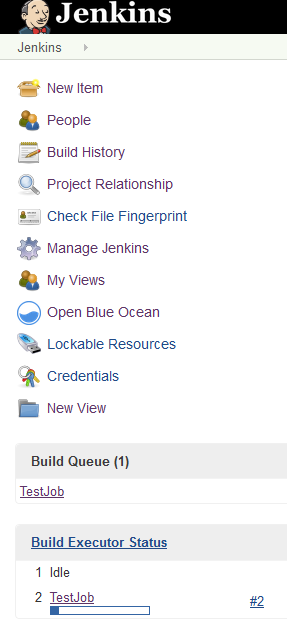 Jenkins
Jenkins
New Item
People
Build History
Project Relationship
Check File Fingerprint
Manage Jenkins
My Views
Open Blue Ocean
Lockable Resources
Credentials
New View
Build Queue (1)
TestJob
Build Executor Status
1 Idle
2 TestJob #2